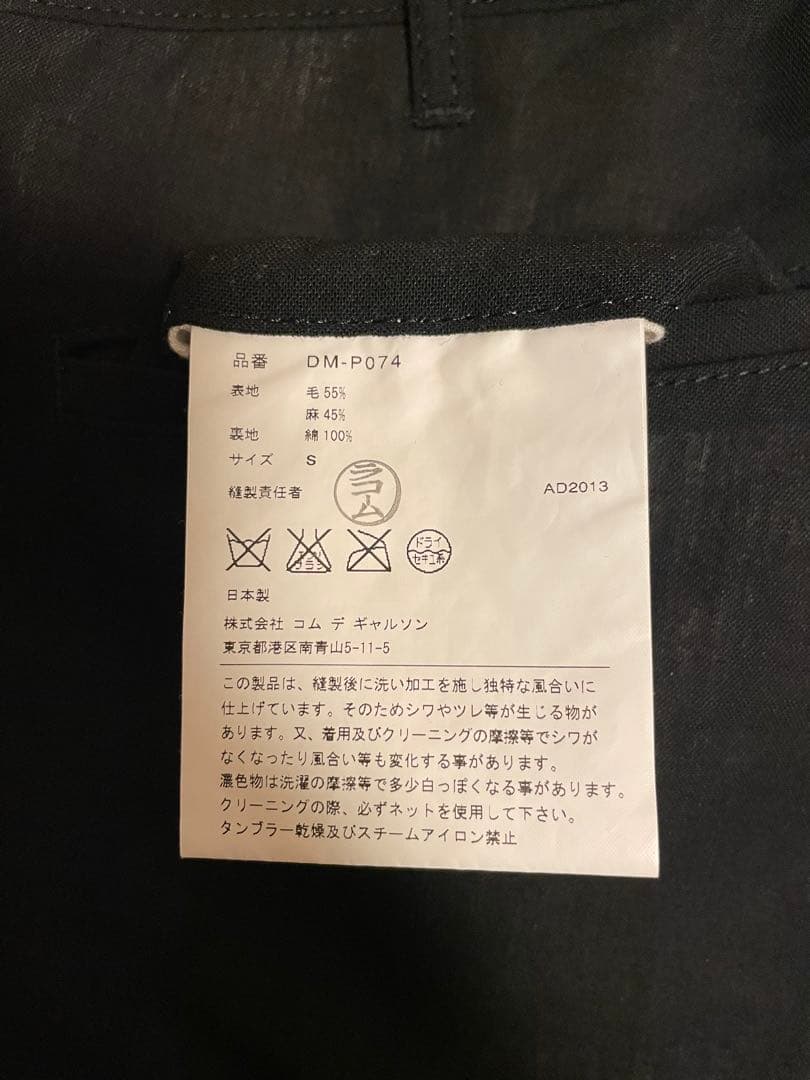 品番 DM-P074
表地 毛 55%
麻 45%
裏地 綿 100%
サイズ S
縫製責任者 コム AD2013
ドライ セキユ系
日本製
株式会社 コム デ ギャルソン
東京都港区南青山5-11-5
この製品は、縫製後に洗い加工を施し独特な風合いに
仕上げています。そのためシワやツレ等が生じる物が
あります。又、着用及びクリーニングの摩擦等でシワが
なくなったり風合い等も変化する事があります。
濃色物は洗濯の摩擦等で多少白っぽくなる事があります。
クリーニングの際、必ずネットを使用して下さい。
タンブラー乾燥及びスチームアイロン禁止